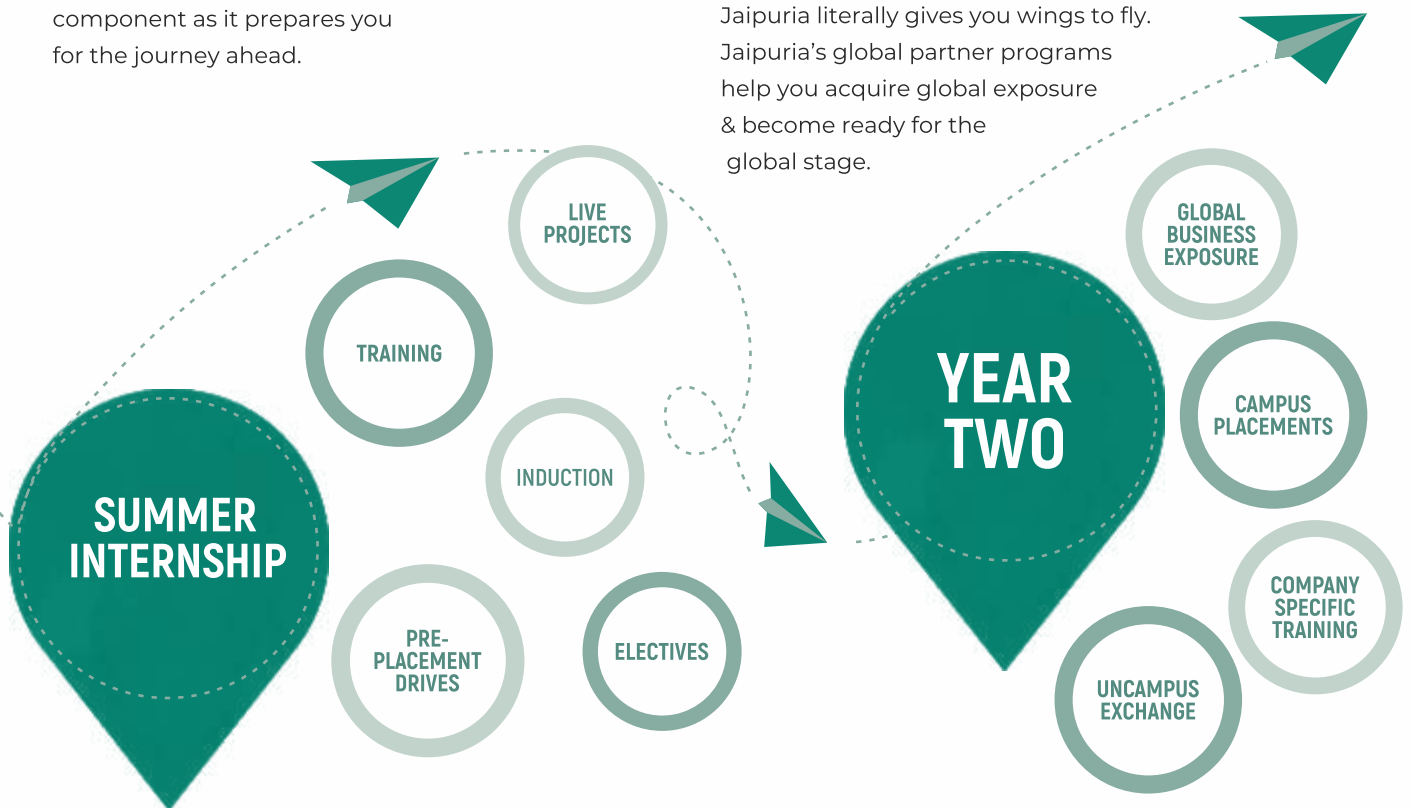 component as it prepares you
for the journey ahead.
Jaipuria literally gives you wings to fly.
Jaipuria’s global partner programs
help you acquire global exposure
& become ready for the
global stage.
LIVE
PROJECTS
TRAINING
INDUCTION
SUMMER
INTERNSHIP
PRE-
PLACEMENT
DRIVES
ELECTIVES
YEAR
TWO
GLOBAL
BUSINESS
EXPOSURE
CAMPUS
PLACEMENTS
COMPANY
SPECIFIC
TRAINING
UNCAMPUS
EXCHANGE